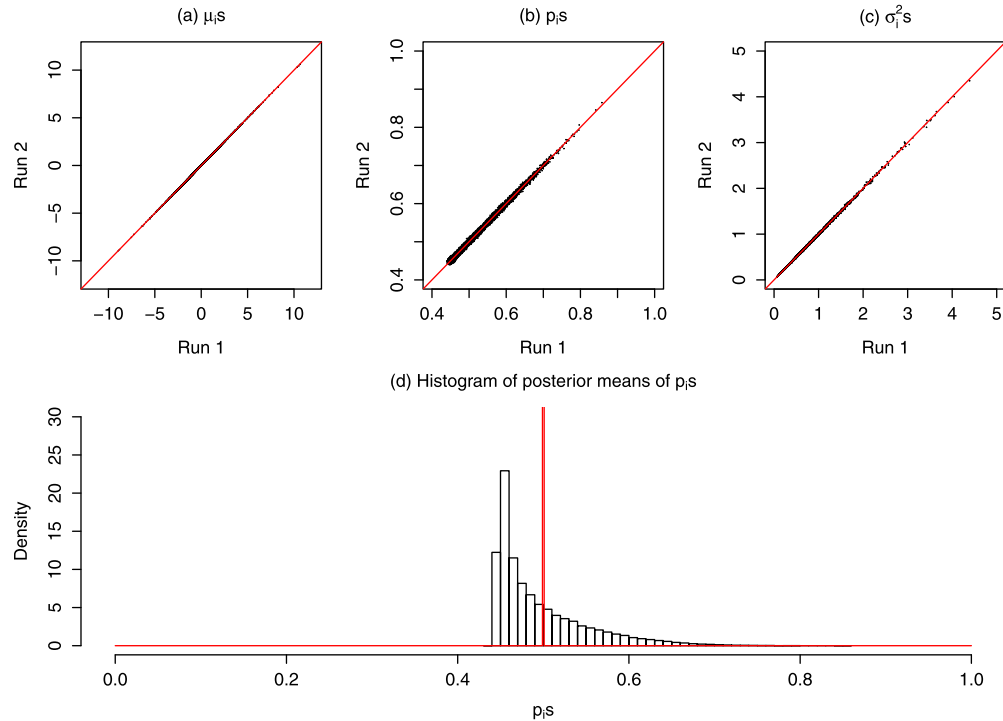 (a) μᵢs
(b) pᵢs
(c) σᵢ²s
Run 2
10
5
0
−5
−10
−10 −5 0 5 10
Run 1
Run 2
1.0
0.8
0.6
0.4
0.4 0.6 0.8 1.0
Run 1
Run 2
5
4
3
2
1
0
0 1 2 3 4 5
Run 1
(d) Histogram of posterior means of pᵢs
Density
30
25
20
15
10
5
0
0.0 0.2 0.4 0.6 0.8 1.0
pᵢs